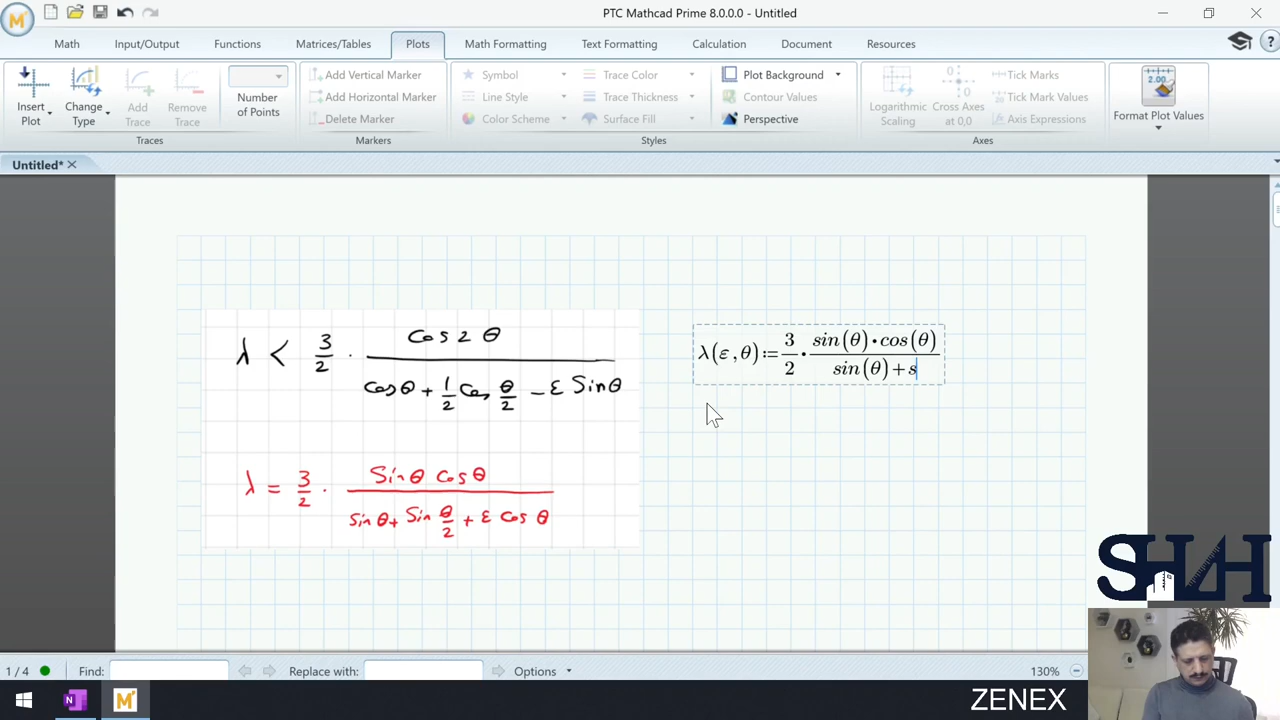 PTC Mathcad Prime 8.0.0.0 - Untitled
Math Input/Output Functions Matrices/Tables Plots Math Formatting Text Formatting Calculation Document Resources
Insert Plot
Change Type
Add Trace
Remove Trace
Number of Points
Traces
Add Vertical Marker
Add Horizontal Marker
Delete Marker
Markers
Symbol
Line Style
Color Scheme
Trace Color
Trace Thickness
Surface Fill
Plot Background
Contour Values
Perspective
Styles
Logarithmic Scaling
Cross Axes at 0,0
Tick Marks
Tick Mark Values
Axis Expressions
Axes
2.00
Format Plot Values
Untitled*
λ < 3/2 · cos 2 θ / cosθ + 1/2 cos θ/2 − ε sinθ
λ(ε,θ):=3/2·sin(θ)·cos(θ)/sin(θ)+s
λ = 3/2 · sinθ cosθ / sinθ + sin θ/2 + ε cos θ
SHZH
1 / 4 Find: Replace with: Options 130%
ZENEX